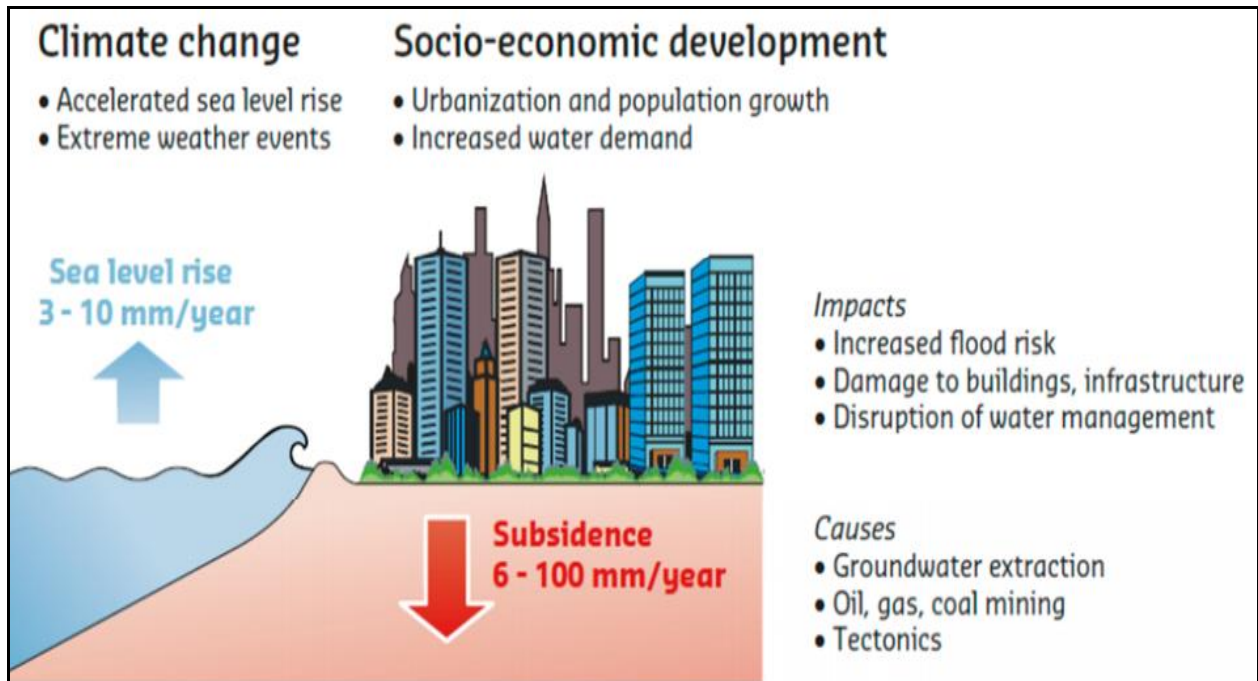 Climate change
• Accelerated sea level rise
• Extreme weather events
Socio-economic development
• Urbanization and population growth
• Increased water demand
Sea level rise
3 - 10 mm/year
Impacts
• Increased flood risk
• Damage to buildings, infrastructure
• Disruption of water management
Subsidence
6 - 100 mm/year
Causes
• Groundwater extraction
• Oil, gas, coal mining
• Tectonics